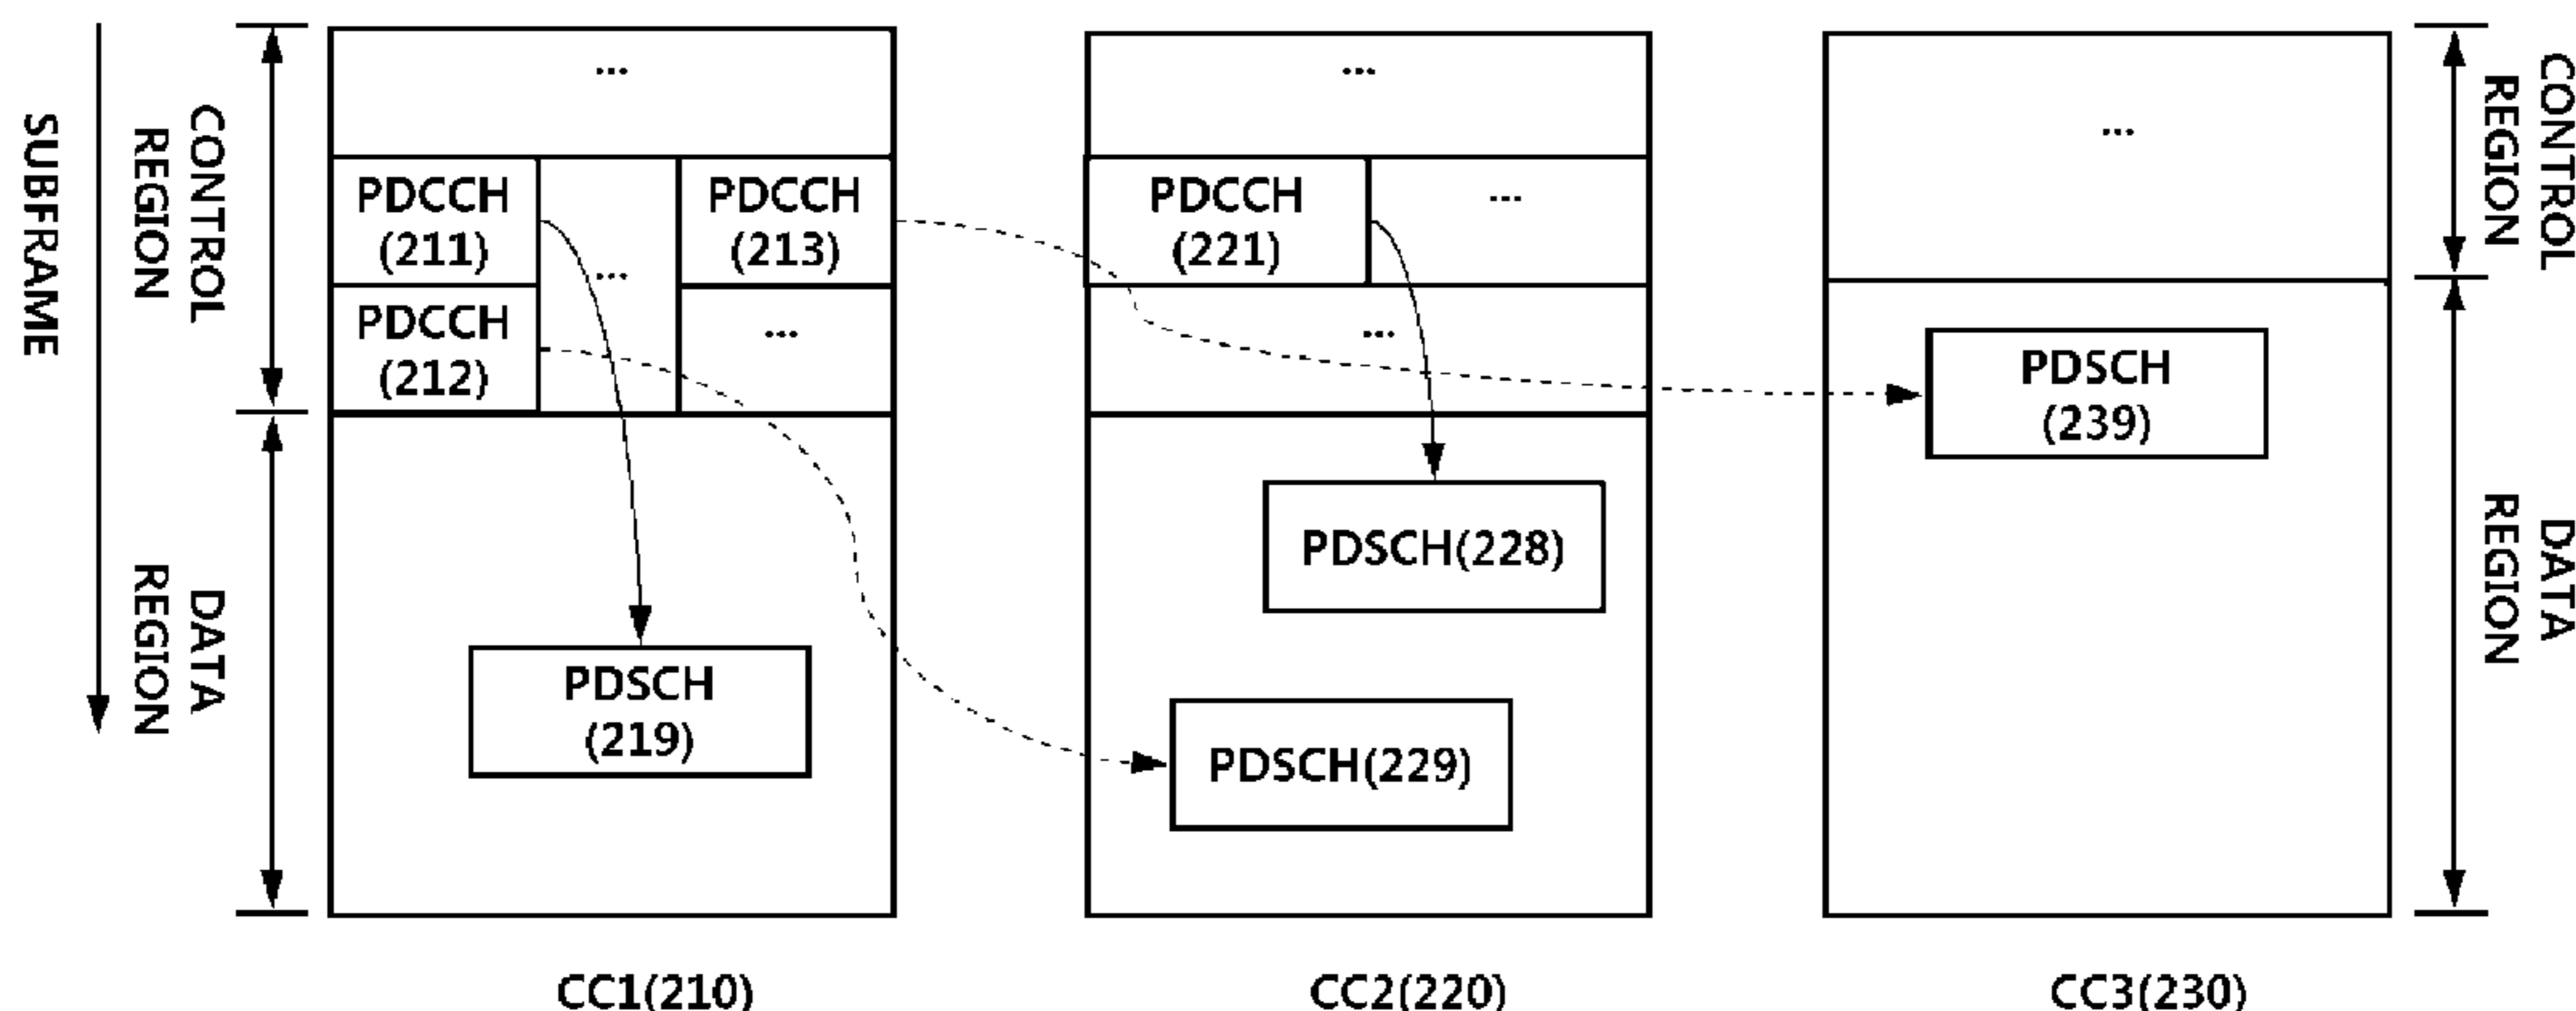 SUBFRAME
CONTROL
REGION
DATA
REGION
...
PDCCH
(211)
PDCCH
(212)
...
PDCCH
(213)
...
PDSCH
(219)
CC1(210)
...
PDCCH
(221)
...
...
PDSCH(228)
PDSCH(229)
CC2(220)
...
PDSCH
(239)
CC3(230)
CONTROL
REGION
DATA
REGION